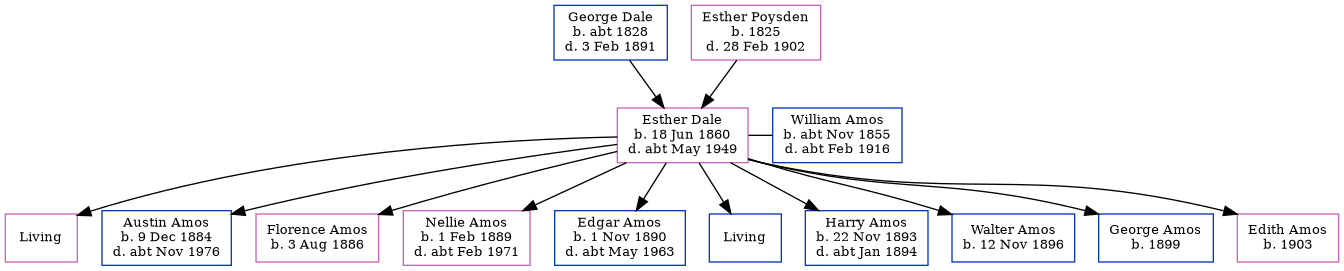 George Dale
b. abt 1828
d. 3 Feb 1891
Esther Poysden
b. 1825
d. 28 Feb 1902
Esther Dale
b. 18 Jun 1860
d. abt May 1949
William Amos
b. abt Nov 1855
d. abt Feb 1916
Living
Austin Amos
b. 9 Dec 1884
d. abt Nov 1976
Florence Amos
b. 3 Aug 1886
Nellie Amos
b. 1 Feb 1889
d. abt Feb 1971
Edgar Amos
b. 1 Nov 1890
d. abt May 1963
Living
Harry Amos
b. 22 Nov 1893
d. abt Jan 1894
Walter Amos
b. 12 Nov 1896
George Amos
b. 1899
Edith Amos
b. 1903